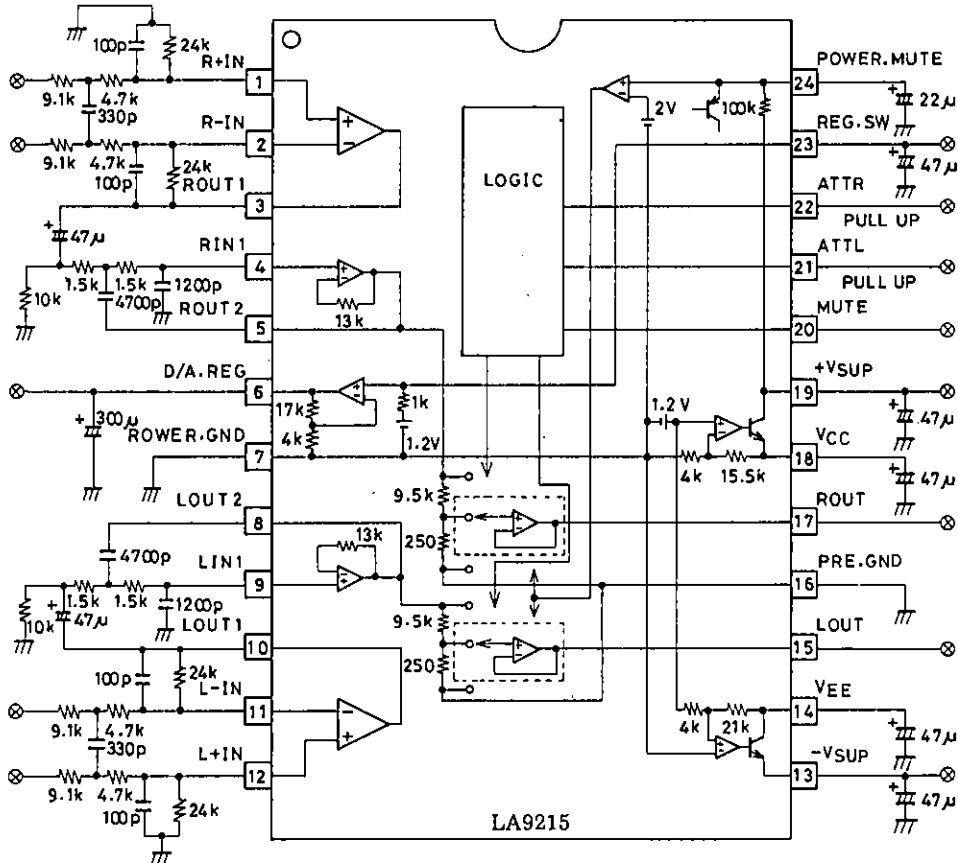 100p
24k
R+IN
9.1k
4.7k
330p
R-IN
9.1k
4.7k
100p
24k
ROUT1
47μ
RIN1
1.5k
1.5k
1200p
10k
4700p
ROUT2
D/A.REG
300μ
ROWER.GND
LOUT2
4700p
LIN1
1.5k
1.5k
1200p
10k
47μ
LOUT1
100p
24k
L-IN
9.1k
4.7k
330p
L+IN
9.1k
4.7k
100p
24k
1
2
3
4
5
6
7
8
9
10
11
12
+
-
+
-
13k
17k
4k
1k
1.2V
LOGIC
2V
100k
1.2V
4k
15.5k
9.5k
250
13k
9.5k
250
4k
21k
-
+
LA9215
24
23
22
21
20
19
18
17
16
15
14
13
POWER.MUTE
22μ
REG.SW
47μ
ATTR
PULL UP
ATTL
PULL UP
MUTE
+VSUP
47μ
VCC
47μ
ROUT
PRE.GND
LOUT
VEE
47μ
-VSUP
47μ